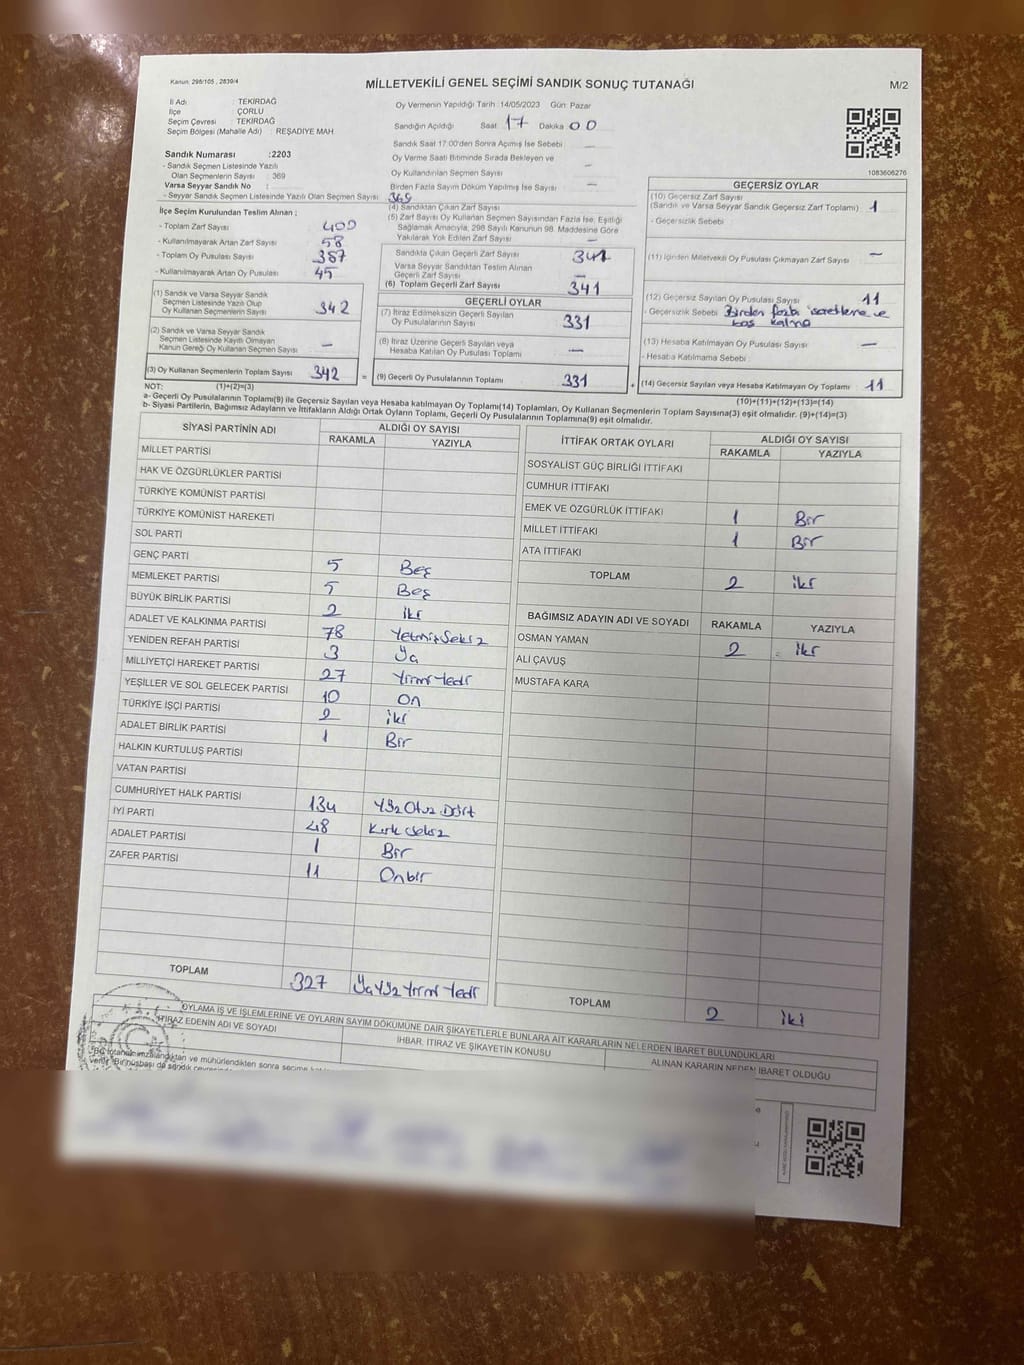 Kanun. 298/105 , 2839/4
MİLLETVEKİLİ GENEL SEÇİMİ SANDIK SONUÇ TUTANAĞI
M/2
İl Adı : TEKİRDAĞ
İlçe : ÇORLU
Seçim Çevresi : TEKİRDAĞ
Seçim Bölgesi (Mahalle Adı) : REŞADİYE MAH.
Oy Vermenin Yapıldığı Tarih : 14/05/2023 Gün: Pazar
Sandığın Açıldığı Saat 17 Dakika 00
Sandık Saat 17:00'den Sonra Açımış İse Sebebi —
Oy Verme Saati Bitiminde Sırada Bekleyen ve
Oy Kullandırılan Seçmen Sayısı —
Birden Fazla Sayım Döküm Yapılmış İse Sayısı —
1083606276
Sandık Numarası :2203
- Sandık Seçmen Listesinde Yazılı
Olan Seçmenlerin Sayısı : 369
Varsa Seyyar Sandık No :
- Seyyar Sandık Seçmen Listesinde Yazılı Olan Seçmen Sayısı :
369
İlçe Seçim Kurulundan Teslim Alınan ;
- Toplam Zarf Sayısı 400
- Kullanılmayarak Artan Zarf Sayısı 58
- Toplam Oy Pusulası Sayısı 387
- Kullanılmayarak Artan Oy Pusulası 45
(1) Sandık ve Varsa Seyyar Sandık
Seçmen Listesinde Yazılı Olup
Oy Kullanan Seçmenlerin Sayısı 342
(2) Sandık ve Varsa Seyyar Sandık
Seçmen Listesinde Kayıtlı Olmayan
Kanun Gereği Oy Kullanan Seçmen Sayısı —
(3) Oy Kullanan Seçmenlerin Toplam Sayısı 342
(4) Sandıktan Çıkan Zarf Sayısı
(5) Zarf Sayısı Oy Kullanan Seçmen Sayısından Fazla İse, Eşitliği
Sağlamak Amacıyla, 298 Sayılı Kanunun 98. Maddesine Göre
Yakılarak Yok Edilen Zarf Sayısı —
Sandıkta Çıkan Geçerli Zarf Sayısı 341
Varsa Seyyar Sandıktan Teslim Alınan
Geçerli Zarf Sayısı —
(6) Toplam Geçerli Zarf Sayısı 341
GEÇERLİ OYLAR
(7) İtiraz Edilmeksizin Geçerli Sayılan
Oy Pusulalarının Sayısı 331
(8) İtiraz Üzerine Geçerli Sayılan veya
Hesaba Katılan Oy Pusulası Toplamı —
= (9) Geçerli Oy Pusulalarının Toplamı 331
GEÇERSİZ OYLAR
(10) Geçersiz Zarf Sayısı
(Sandık ve Varsa Seyyar Sandık Geçersiz Zarf Toplamı) 1
- Geçersizlik Sebebi :
(11) İçinden Milletvekili Oy Pusulası Çıkmayan Zarf Sayısı —
(12) Geçersiz Sayılan Oy Pusulası Sayısı 11
- Geçersizlik Sebebi : Birden fazla işaretleme ve
boş kalma
(13) Hesaba Katılmayan Oy Pusulası Sayısı —
- Hesaba Katılmama Sebebi :
+ (14) Geçersiz Sayılan veya Hesaba Katılmayan Oy Toplamı 11
NOT: (1)+(2)=(3)
(10)+(11)+(12)+(13)=(14)
a- Geçerli Oy Pusulalarının Toplamı(9) ile Geçersiz Sayılan veya Hesaba katılmayan Oy Toplamı(14) Toplamları, Oy Kullanan Seçmenlerin Toplam Sayısına(3) eşit olmalıdır. (9)+(14)=(3)
b- Siyasi Partilerin, Bağımsız Adayların ve İttifakların Aldığı Ortak Oyların Toplamı, Geçerli Oy Pusulalarının Toplamına(9) eşit olmalıdır.
SİYASİ PARTİNİN ADI ALDIĞI OY SAYISI
RAKAMLA YAZIYLA
MİLLET PARTİSİ
HAK VE ÖZGÜRLÜKLER PARTİSİ
TÜRKİYE KOMÜNİST PARTİSİ
TÜRKİYE KOMÜNİST HAREKETİ
SOL PARTİ
GENÇ PARTİ 5 Beş
MEMLEKET PARTİSİ 5 Beş
BÜYÜK BİRLİK PARTİSİ 2 iki
ADALET VE KALKINMA PARTİSİ 78 Yetmişsekiz
YENİDEN REFAH PARTİSİ 3 Üç
MİLLİYETÇİ HAREKET PARTİSİ 27 Yirmi Yedi
YEŞİLLER VE SOL GELECEK PARTİSİ 10 On
TÜRKİYE İŞÇİ PARTİSİ 2 iki
ADALET BİRLİK PARTİSİ 1 Bir
HALKIN KURTULUŞ PARTİSİ
VATAN PARTİSİ
CUMHURİYET HALK PARTİSİ 134 Yüz Otuz Dört
İYİ PARTİ 48 Kırk Sekiz
ADALET PARTİSİ 1 Bir
ZAFER PARTİSİ 11 Onbir
TOPLAM 327 ÜçYüz Yirmi Yedi
İTTİFAK ORTAK OYLARI ALDIĞI OY SAYISI
RAKAMLA YAZIYLA
SOSYALİST GÜÇ BİRLİĞİ İTTİFAKI
CUMHUR İTTİFAKI
EMEK VE ÖZGÜRLÜK İTTİFAKI 1 Bir
MİLLET İTTİFAKI 1 Bir
ATA İTTİFAKI
TOPLAM 2 iki
BAĞIMSIZ ADAYIN ADI VE SOYADI RAKAMLA YAZIYLA
OSMAN YAMAN 2 iki
ALİ ÇAVUŞ
MUSTAFA KARA
TOPLAM 2 iki
OYLAMA İŞ VE İŞLEMLERİNE VE OYLARIN SAYIM DÖKÜMÜNE DAİR ŞİKAYETLERLE BUNLARA AİT KARARLARIN NELERDEN İBARET BULUNDUKLARI
İTİRAZ EDENİN ADI VE SOYADI
İHBAR, İTİRAZ VE ŞİKAYETİN KONUSU
ALINAN KARARIN NEDEN İBARET OLDUĞU